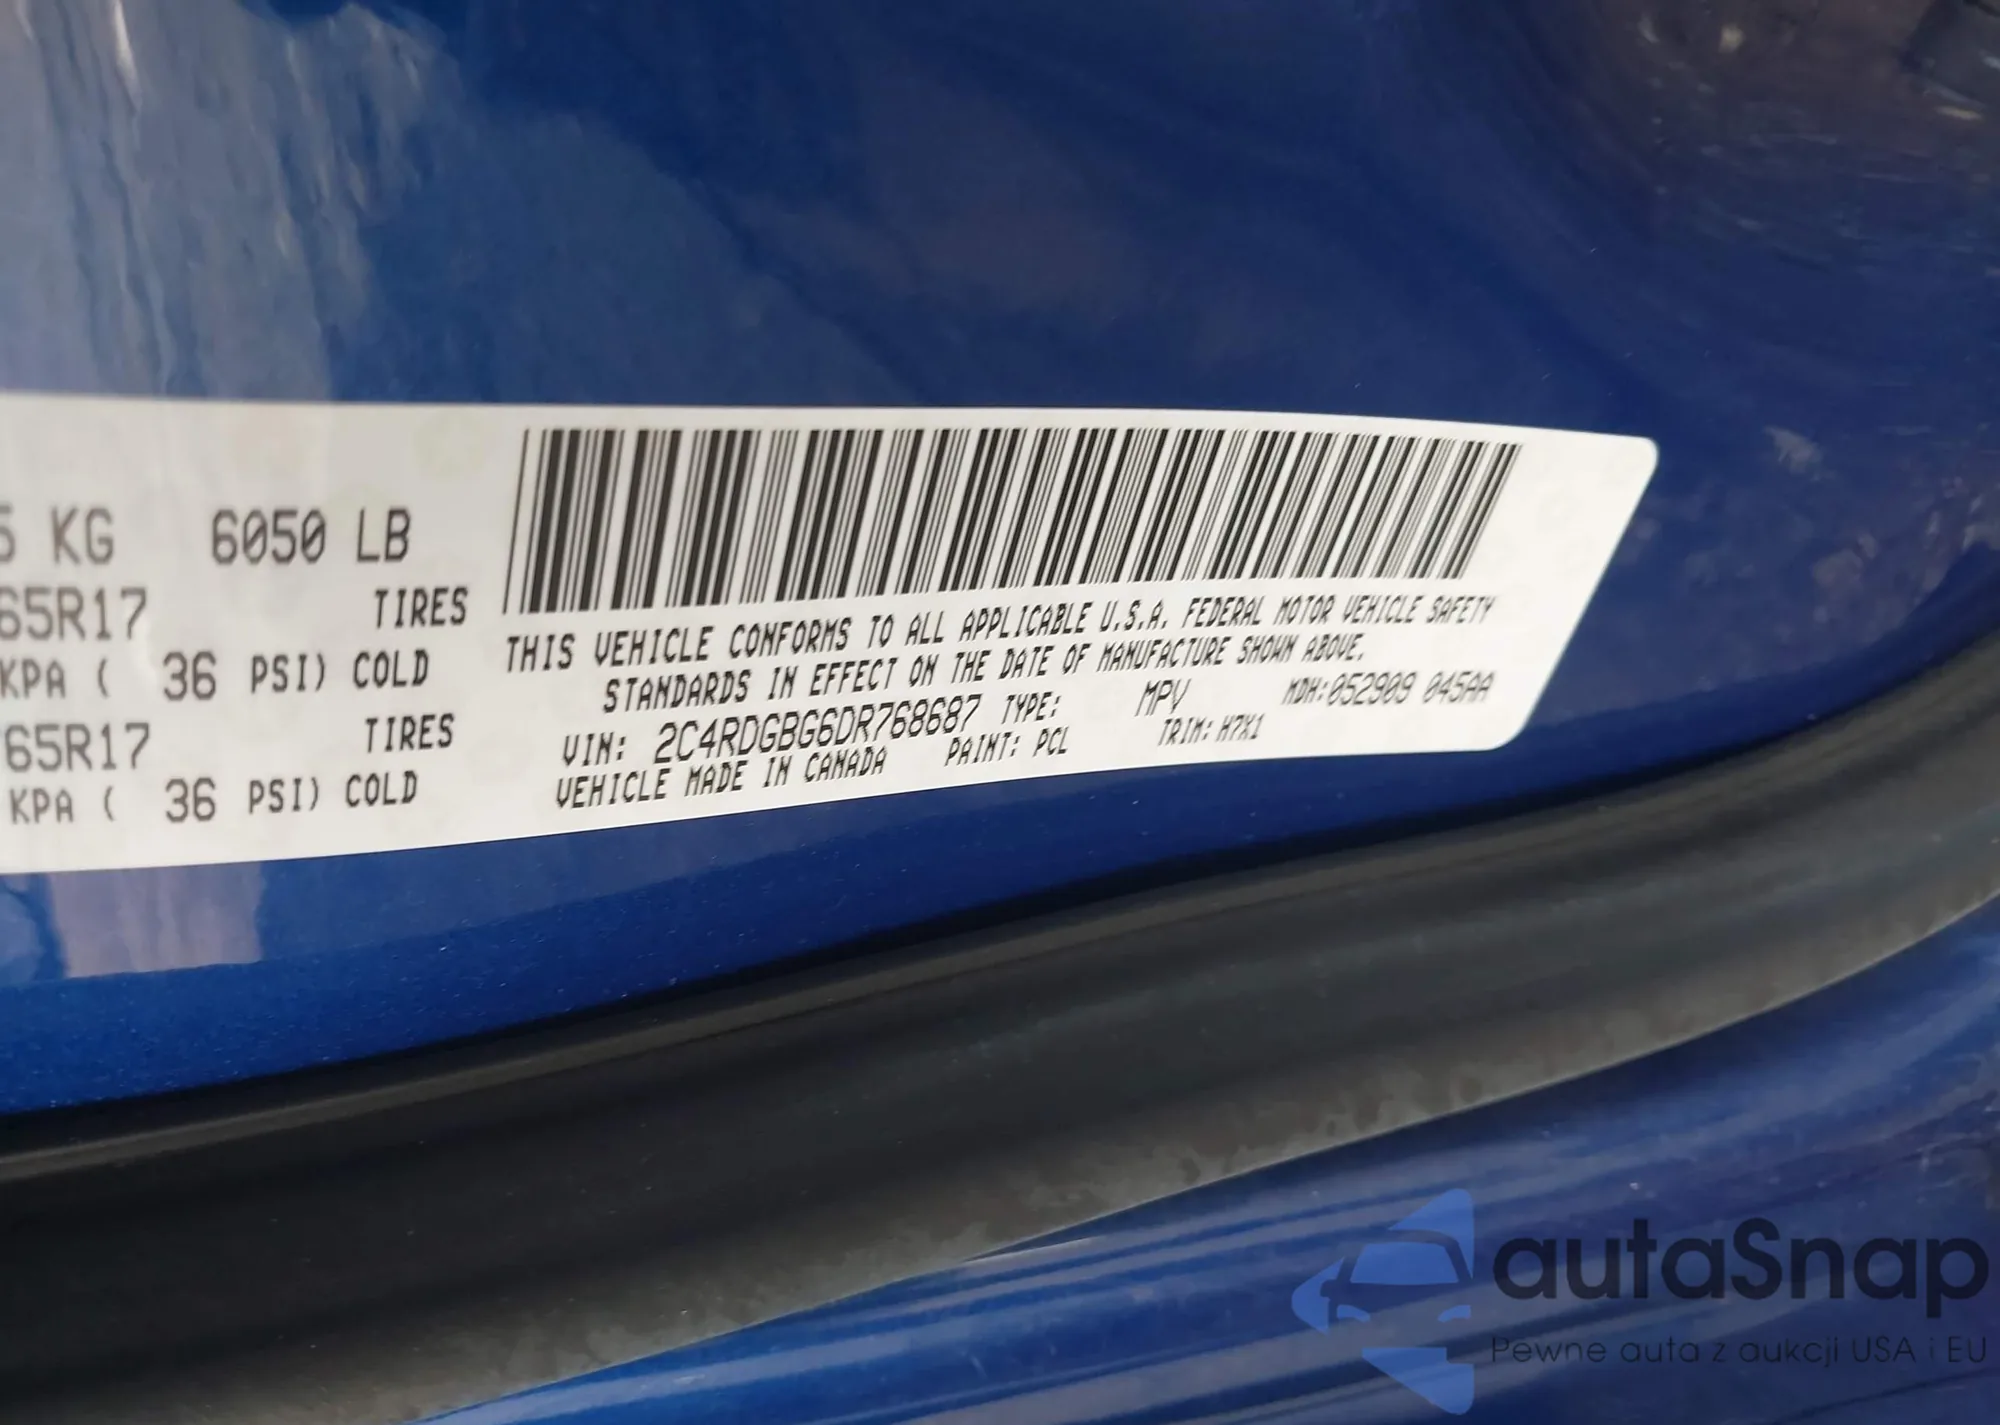 5 KG 6050 LB
65R17 TIRES
KPA ( 36 PSI) COLD
65R17 TIRES
KPA ( 36 PSI) COLD
THIS VEHICLE CONFORMS TO ALL APPLICABLE U.S.A. FEDERAL MOTOR VEHICLE SAFETY
STANDARDS IN EFFECT ON THE DATE OF MANUFACTURE SHOWN ABOVE.
VIN: 2C4RDGBG6DR768687 TYPE: MPV MDH:052909 045AA
VEHICLE MADE IN CANADA PAINT: PCL TRIM: H7X1
autaSnap
Pewne auta z aukcji USA i EU